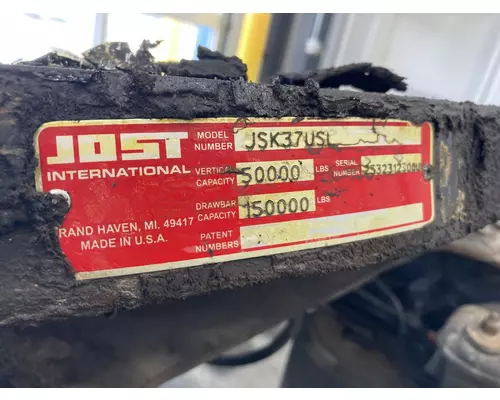 JOST
INTERNATIONAL
RAND HAVEN, MI. 49417
MADE IN U.S.A.
MODEL NUMBER JSK37USL
VERTICAL CAPACITY 50000 LBS
SERIAL NUMBER
DRAWBAR CAPACITY 150000 LBS
PATENT NUMBERS